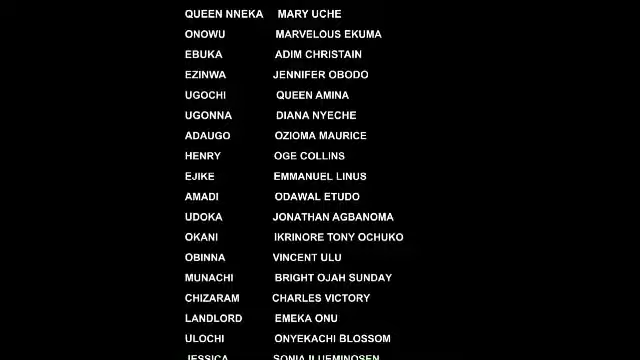 QUEEN NNEKA MARY UCHE
ONOWU MARVELOUS EKUMA
EBUKA ADIM CHRISTAIN
EZINWA JENNIFER OBODO
UGOCHI QUEEN AMINA
UGONNA DIANA NYECHE
ADAUGO OZIOMA MAURICE
HENRY OGE COLLINS
EJIKE EMMANUEL LINUS
AMADI ODAWAL ETUDO
UDOKA JONATHAN AGBANOMA
OKANI IKRINORE TONY OCHUKO
OBINNA VINCENT ULU
MUNACHI BRIGHT OJAH SUNDAY
CHIZARAM CHARLES VICTORY
LANDLORD EMEKA ONU
ULOCHI ONYEKACHI BLOSSOM
JESSICA SONIA